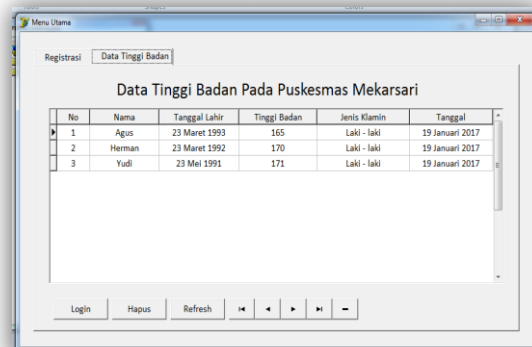 Menu Utama
Registrasi Data Tinggi Badan
Data Tinggi Badan Pada Puskesmas Mekarsari
No Nama Tanggal Lahir Tinggi Badan Jenis Klamin Tanggal
1 Agus 23 Maret 1993 165 Laki - laki 19 Januari 2017
2 Herman 23 Maret 1992 170 Laki - laki 19 Januari 2017
3 Yudi 23 Mei 1991 171 Laki - laki 19 Januari 2017
Login Hapus Refresh